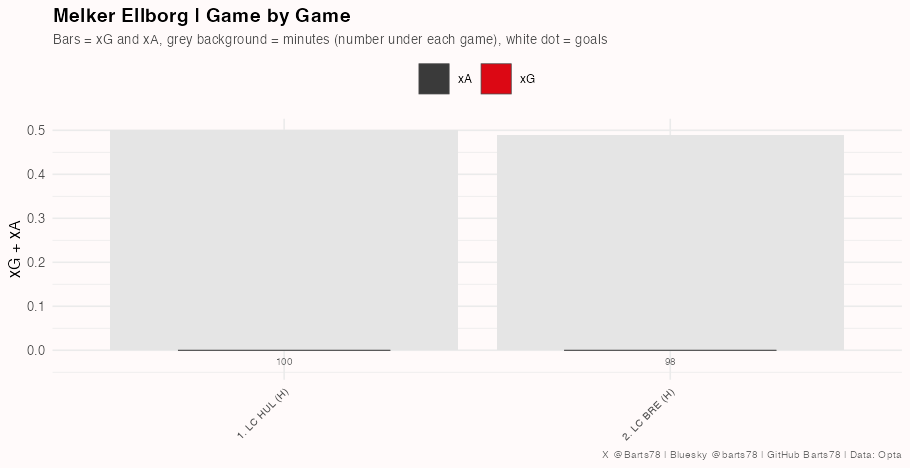 Melker Ellborg | Game by Game
Bars = xG and xA, grey background = minutes (number under each game), white dot = goals
xA xG
xG + xA
0.5
0.4
0.3
0.2
0.1
0.0
100 98
1. LC HUL (H) 2. LC BRE (H)
X @Barts78 | Bluesky @barts78 | GitHub Barts78 | Data: Opta